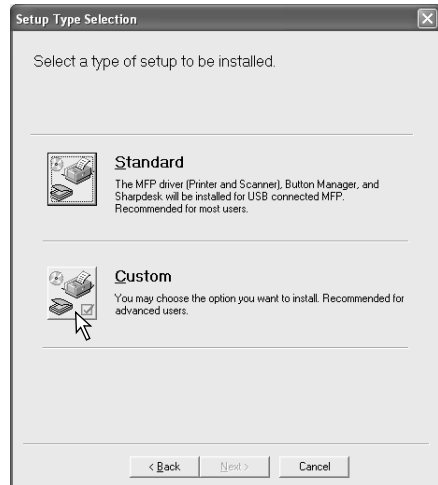 Setup Type Selection
Select a type of setup to be installed.
Standard
The MFP driver (Printer and Scanner), Button Manager, and
Sharpdesk will be installed for USB connected MFP.
Recommended for most users.
Custom
You may choose the option you want to install. Recommended for
advanced users.
< Back Next > Cancel